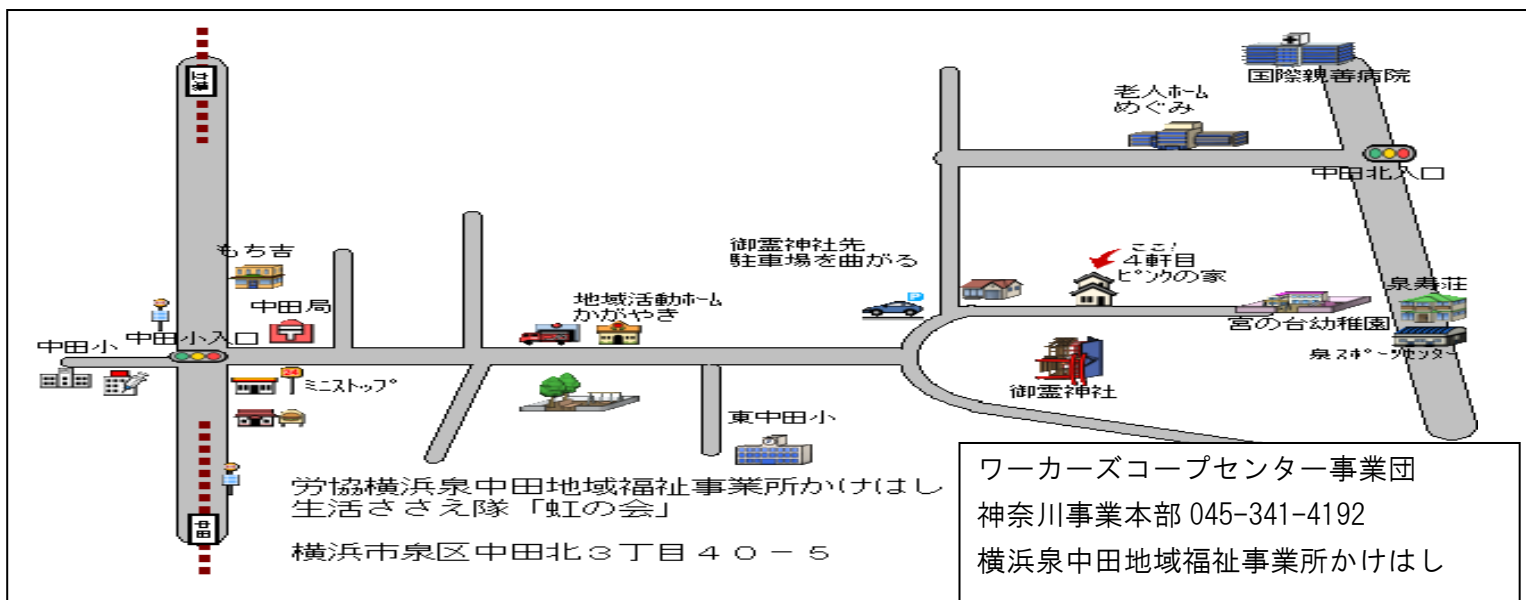 立場
国際親善病院
老人ホーム
めぐみ
中田北入口
もち吉
御霊神社先
駐車場を曲がる
ここ!
4軒目
ピンクの家
P
地域活動ホーム
かがやき
泉寿荘
中田局
宮の台幼稚園
中田小入口
中田小
泉スポーツセンター
24
ミニストップ
御霊神社
東中田小
中田
労協横浜泉中田地域福祉事業所かけはし
生活ささえ隊「虹の会」
横浜市泉区中田北3丁目40-5
ワーカーズコープセンター事業団
神奈川事業本部 045-341-4192
横浜泉中田地域福祉事業所かけはし